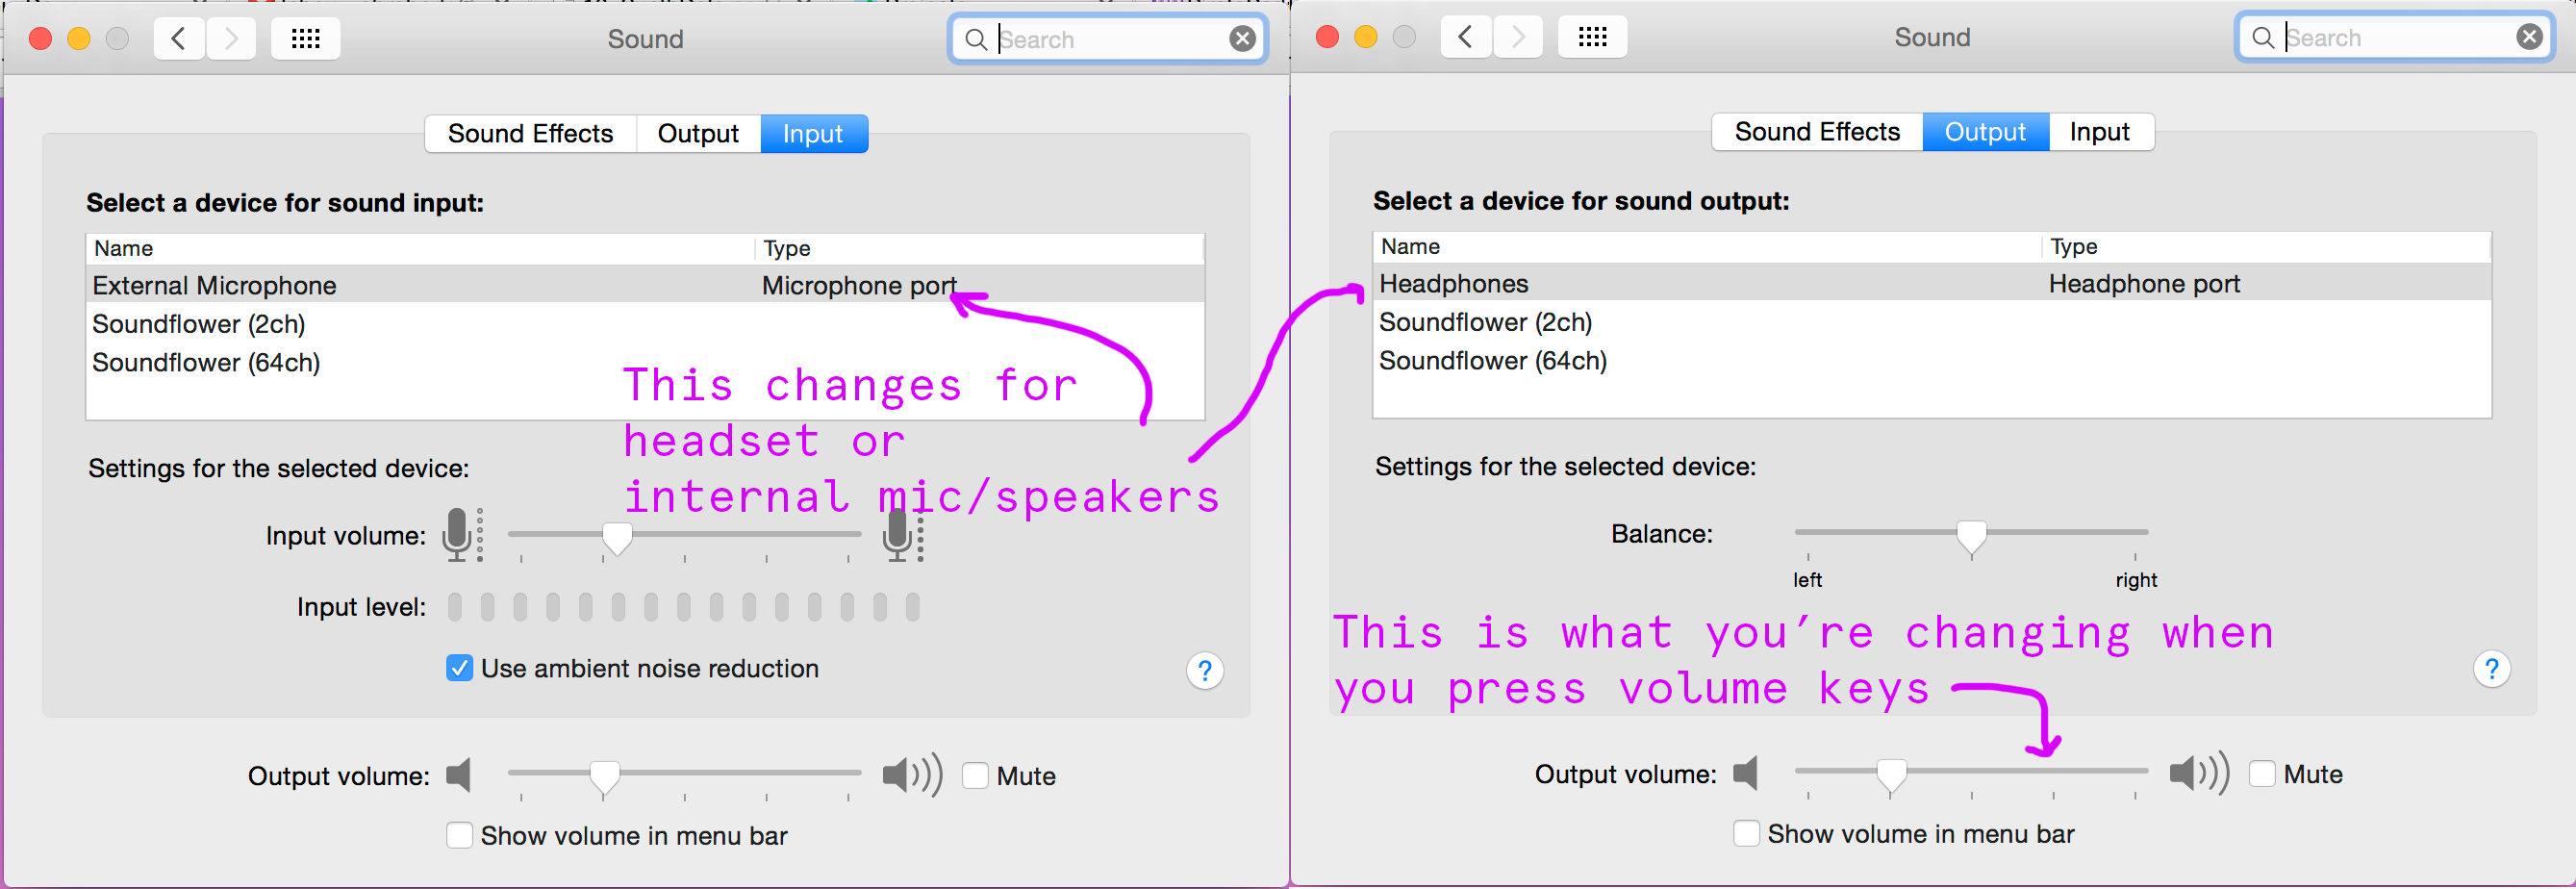 Sound
Search
Sound Effects Output Input
Select a device for sound input:
Name Type
External Microphone Microphone port
Soundflower (2ch)
Soundflower (64ch)
This changes for
headset or
internal mic/speakers
Settings for the selected device:
Input volume:
Input level:
Use ambient noise reduction
?
Output volume: Mute
Show volume in menu bar
Sound
Search
Sound Effects Output Input
Select a device for sound output:
Name Type
Headphones Headphone port
Soundflower (2ch)
Soundflower (64ch)
Settings for the selected device:
Balance:
left right
This is what you’re changing when
you press volume keys
?
Output volume: Mute
Show volume in menu bar